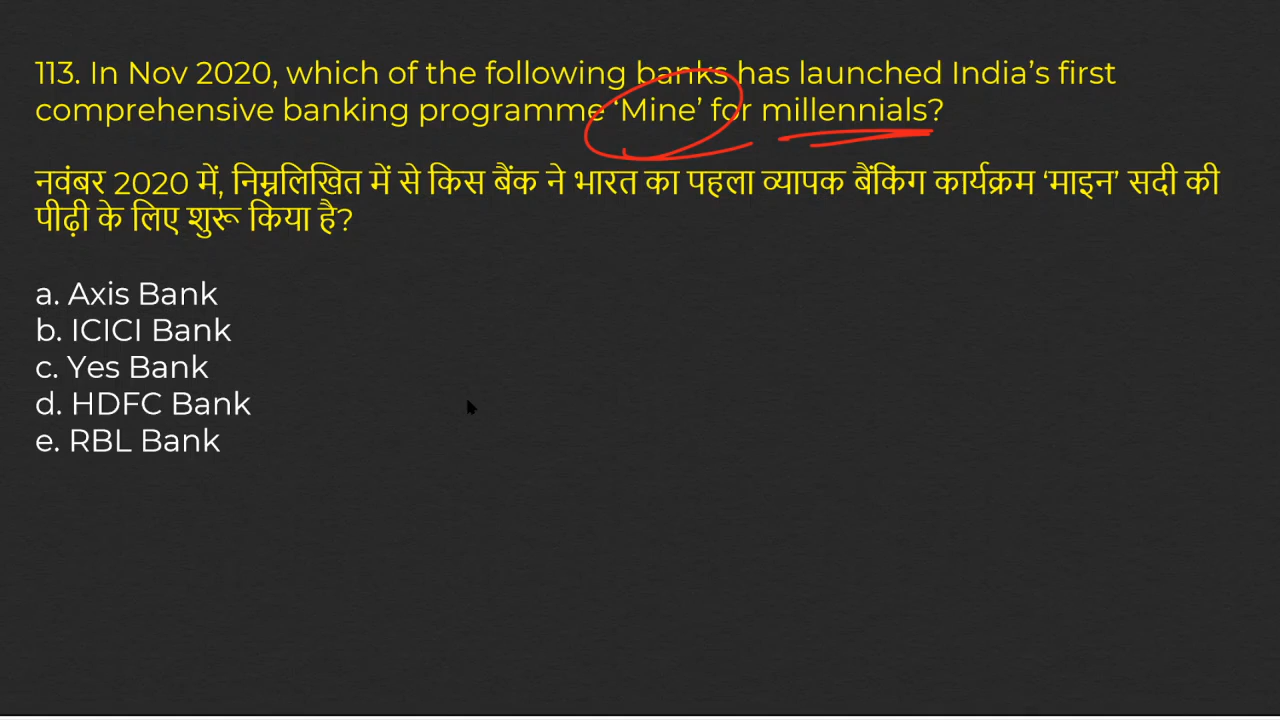 113. In Nov 2020, which of the following banks has launched India’s first
comprehensive banking programme ‘Mine’ for millennials?
नवंबर 2020 में, निम्नलिखित में से किस बैंक ने भारत का पहला व्यापक बैंकिंग कार्यक्रम ‘माइन’ सदी की
पीढ़ी के लिए शुरू किया है?
a. Axis Bank
b. ICICI Bank
c. Yes Bank
d. HDFC Bank
e. RBL Bank